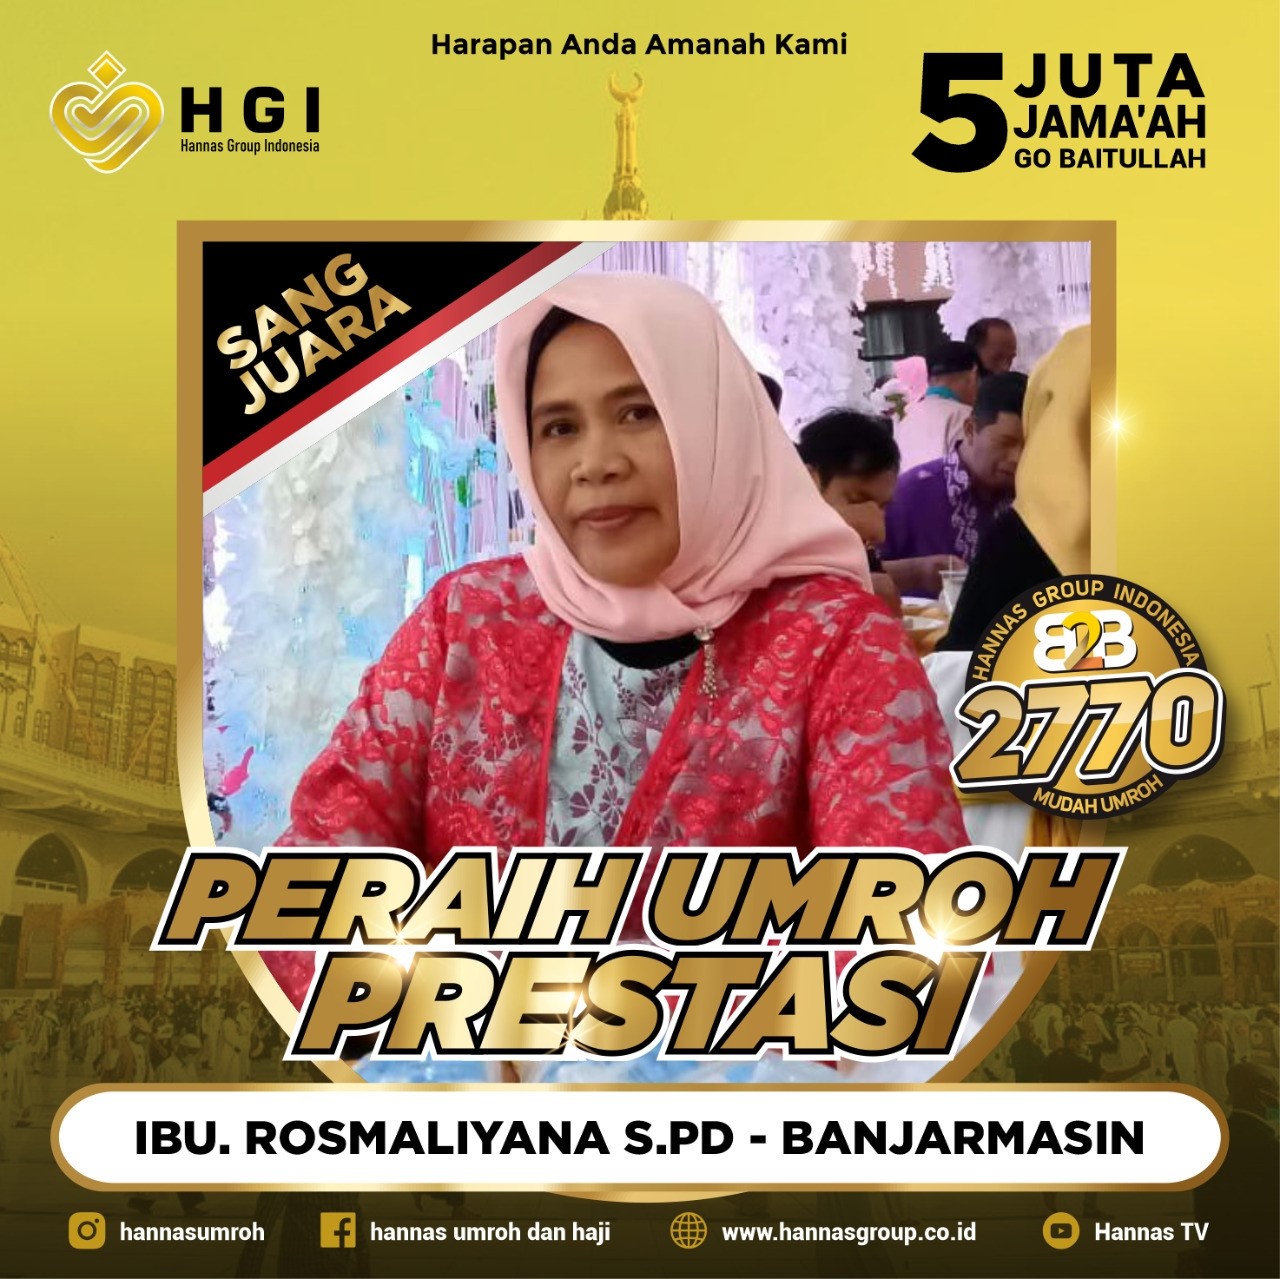 Harapan Anda Amanah Kami
HGI
Hannas Group Indonesia
5 JUTA
JAMA'AH
GO BAITULLAH
SANG
JUARA
HANNAS GROUP INDONESIA
B2B
2770
MUDAH UMROH
PERAIH UMROH
PRESTASI
IBU. ROSMALIYANA S.PD - BANJARMASIN
hannasumroh
hannas umroh dan haji
www.hannasgroup.co.id
Hannas TV